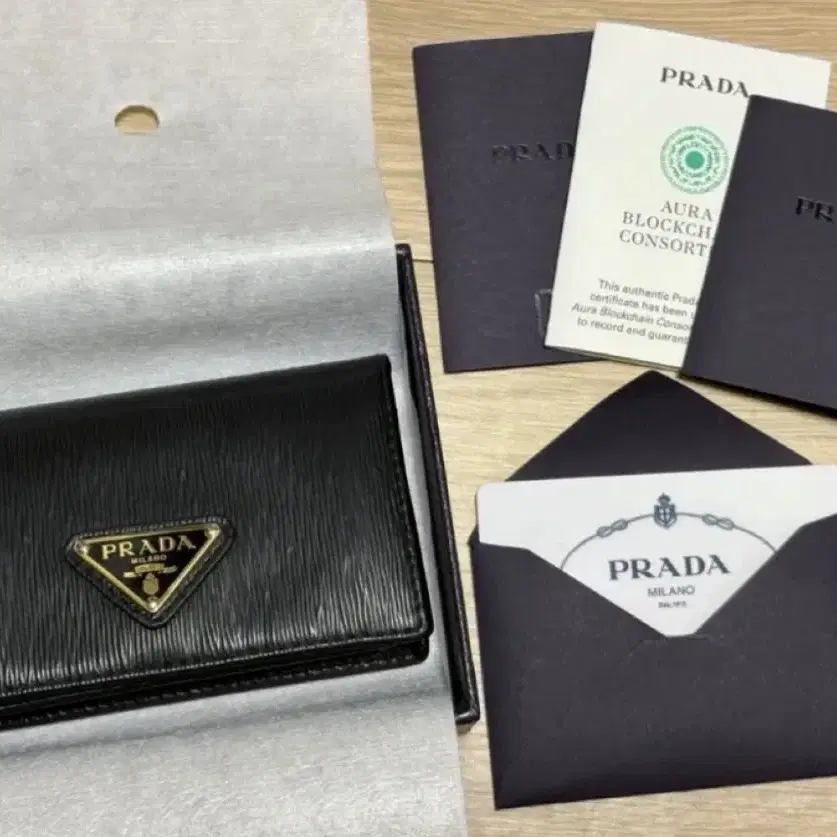 PRADA
MILANO
PRAD
PRADA
AURA
BLOCKCH
CONSORT
This authentic Prada
certificate has been u
Aura Blockchain Conso
to record and guaran
PR
PRADA
MILANO